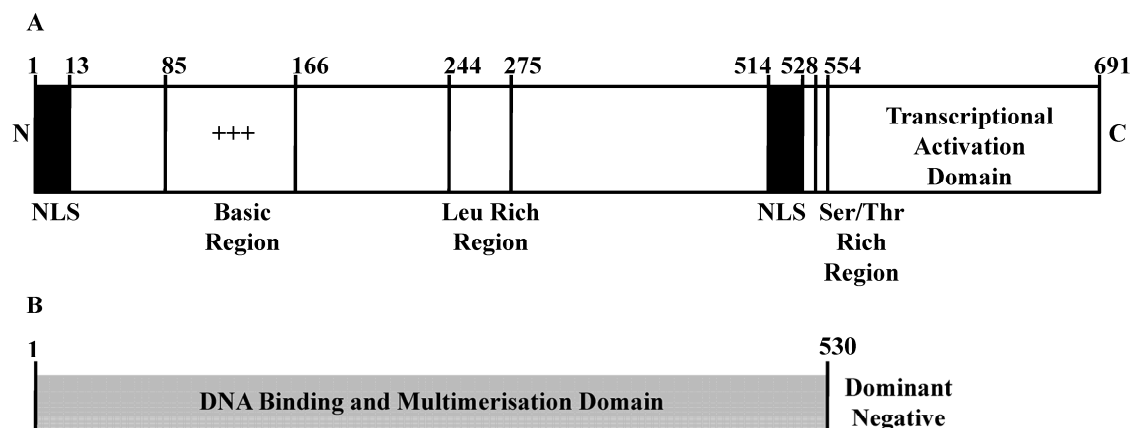 A
1 13 85 166 244 275 514 528 554 691
N +++ Transcriptional Activation Domain C
NLS Basic Region Leu Rich Region NLS Ser/Thr Rich Region
B
1 530
DNA Binding and Multimerisation Domain
Dominant
Negative